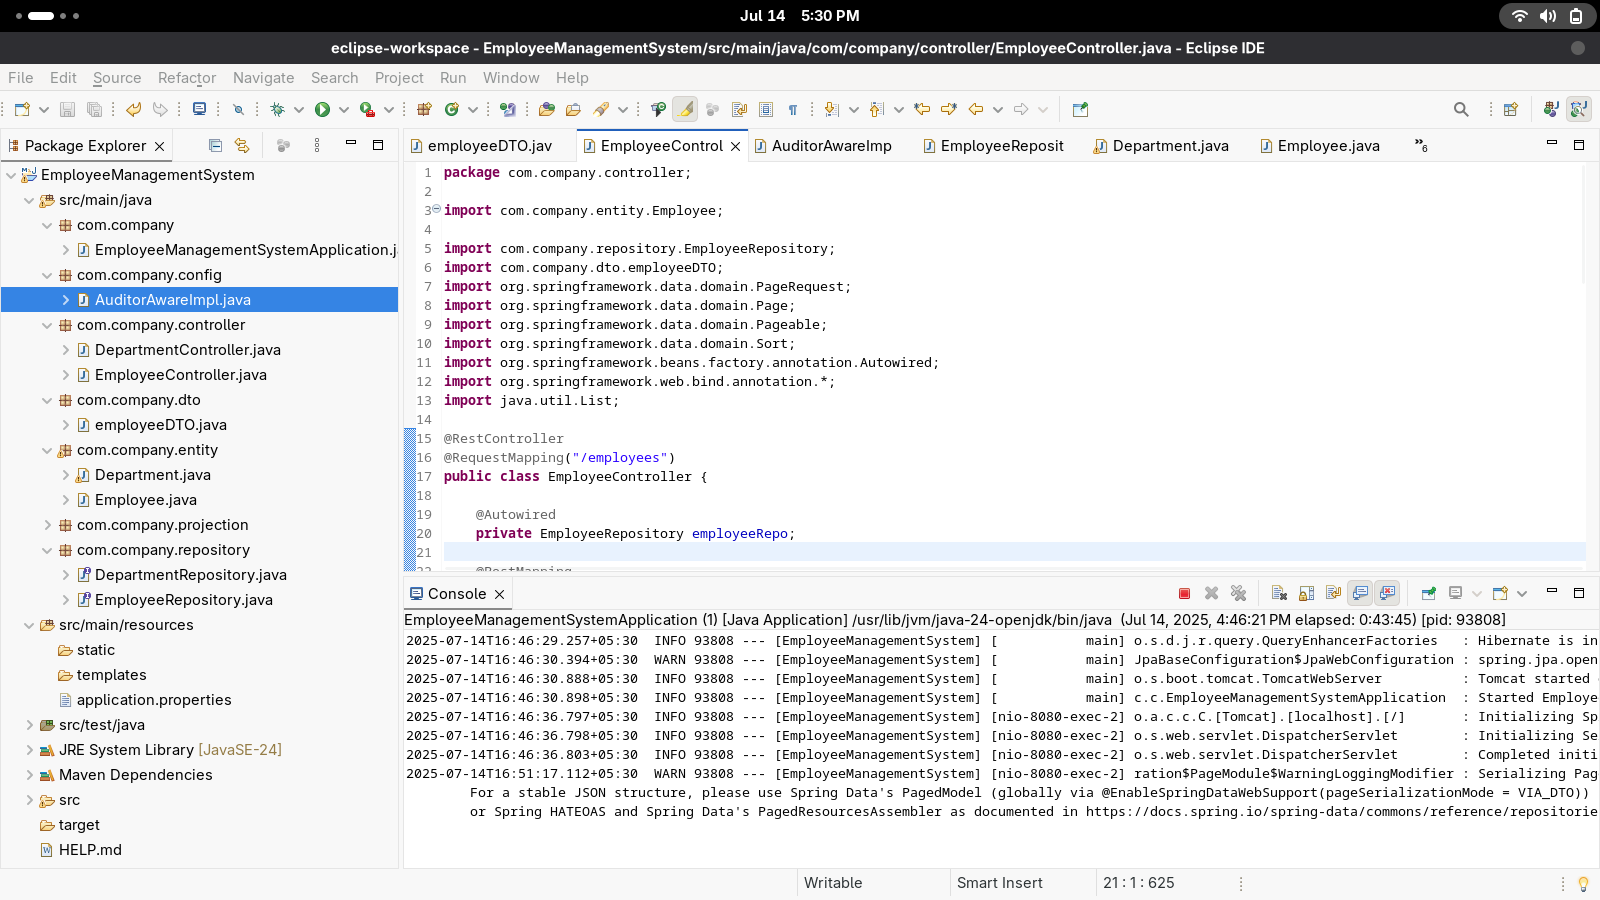 Jul 14 5:30 PM
eclipse-workspace - EmployeeManagementSystem/src/main/java/com/company/controller/EmployeeController.java - Eclipse IDE
File Edit Source Refactor Navigate Search Project Run Window Help
Package Explorer
EmployeeManagementSystem
src/main/java
com.company
EmployeeManagementSystemApplication.j
com.company.config
AuditorAwareImpl.java
com.company.controller
DepartmentController.java
EmployeeController.java
com.company.dto
employeeDTO.java
com.company.entity
Department.java
Employee.java
com.company.projection
com.company.repository
DepartmentRepository.java
EmployeeRepository.java
src/main/resources
static
templates
application.properties
src/test/java
JRE System Library [JavaSE-24]
Maven Dependencies
src
target
HELP.md
employeeDTO.jav EmployeeControl AuditorAwareImp EmployeeReposit Department.java Employee.java »6
1 package com.company.controller;
2
3 import com.company.entity.Employee;
4
5 import com.company.repository.EmployeeRepository;
6 import com.company.dto.employeeDTO;
7 import org.springframework.data.domain.PageRequest;
8 import org.springframework.data.domain.Page;
9 import org.springframework.data.domain.Pageable;
10 import org.springframework.data.domain.Sort;
11 import org.springframework.beans.factory.annotation.Autowired;
12 import org.springframework.web.bind.annotation.*;
13 import java.util.List;
14
15 @RestController
16 @RequestMapping("/employees")
17 public class EmployeeController {
18
19 @Autowired
20 private EmployeeRepository employeeRepo;
21
22 @PostMapping
Console
EmployeeManagementSystemApplication (1) [Java Application] /usr/lib/jvm/java-24-openjdk/bin/java (Jul 14, 2025, 4:46:21 PM elapsed: 0:43:45) [pid: 93808]
2025-07-14T16:46:29.257+05:30 INFO 93808 --- [EmployeeManagementSystem] [ main] o.s.d.j.r.query.QueryEnhancerFactories : Hibernate is in
2025-07-14T16:46:30.394+05:30 WARN 93808 --- [EmployeeManagementSystem] [ main] JpaBaseConfiguration$JpaWebConfiguration : spring.jpa.open
2025-07-14T16:46:30.888+05:30 INFO 93808 --- [EmployeeManagementSystem] [ main] o.s.boot.tomcat.TomcatWebServer : Tomcat started
2025-07-14T16:46:30.898+05:30 INFO 93808 --- [EmployeeManagementSystem] [ main] c.c.EmployeeManagementSystemApplication : Started Employe
2025-07-14T16:46:36.797+05:30 INFO 93808 --- [EmployeeManagementSystem] [nio-8080-exec-2] o.a.c.c.C.[Tomcat].[localhost].[/] : Initializing Sp
2025-07-14T16:46:36.798+05:30 INFO 93808 --- [EmployeeManagementSystem] [nio-8080-exec-2] o.s.web.servlet.DispatcherServlet : Initializing Se
2025-07-14T16:46:36.803+05:30 INFO 93808 --- [EmployeeManagementSystem] [nio-8080-exec-2] o.s.web.servlet.DispatcherServlet : Completed initi
2025-07-14T16:51:17.112+05:30 WARN 93808 --- [EmployeeManagementSystem] [nio-8080-exec-2] ration$PageModule$WarningLoggingModifier : Serializing Pag
For a stable JSON structure, please use Spring Data's PagedModel (globally via @EnableSpringDataWebSupport(pageSerializationMode = VIA_DTO))
or Spring HATEOAS and Spring Data's PagedResourcesAssembler as documented in https://docs.spring.io/spring-data/commons/reference/repositorie
Writable Smart Insert 21 : 1 : 625